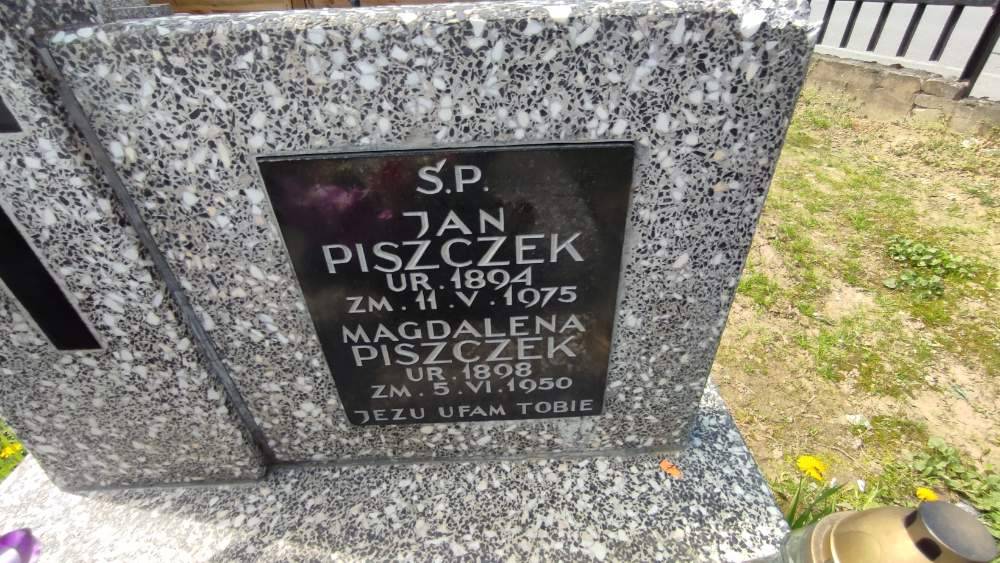 Ś.P.
JAN
PISZCZEK
UR. 1894
ZM. 11. V. 1975
MAGDALENA
PISZCZEK
UR. 1898
ZM. 5. VI. 1950
JEZU UFAM TOBIE